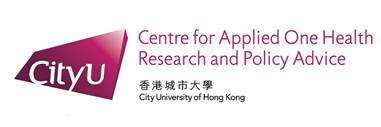 CityU
Centre for Applied One Health
Research and Policy Advice
香港城市大學
City University of Hong Kong